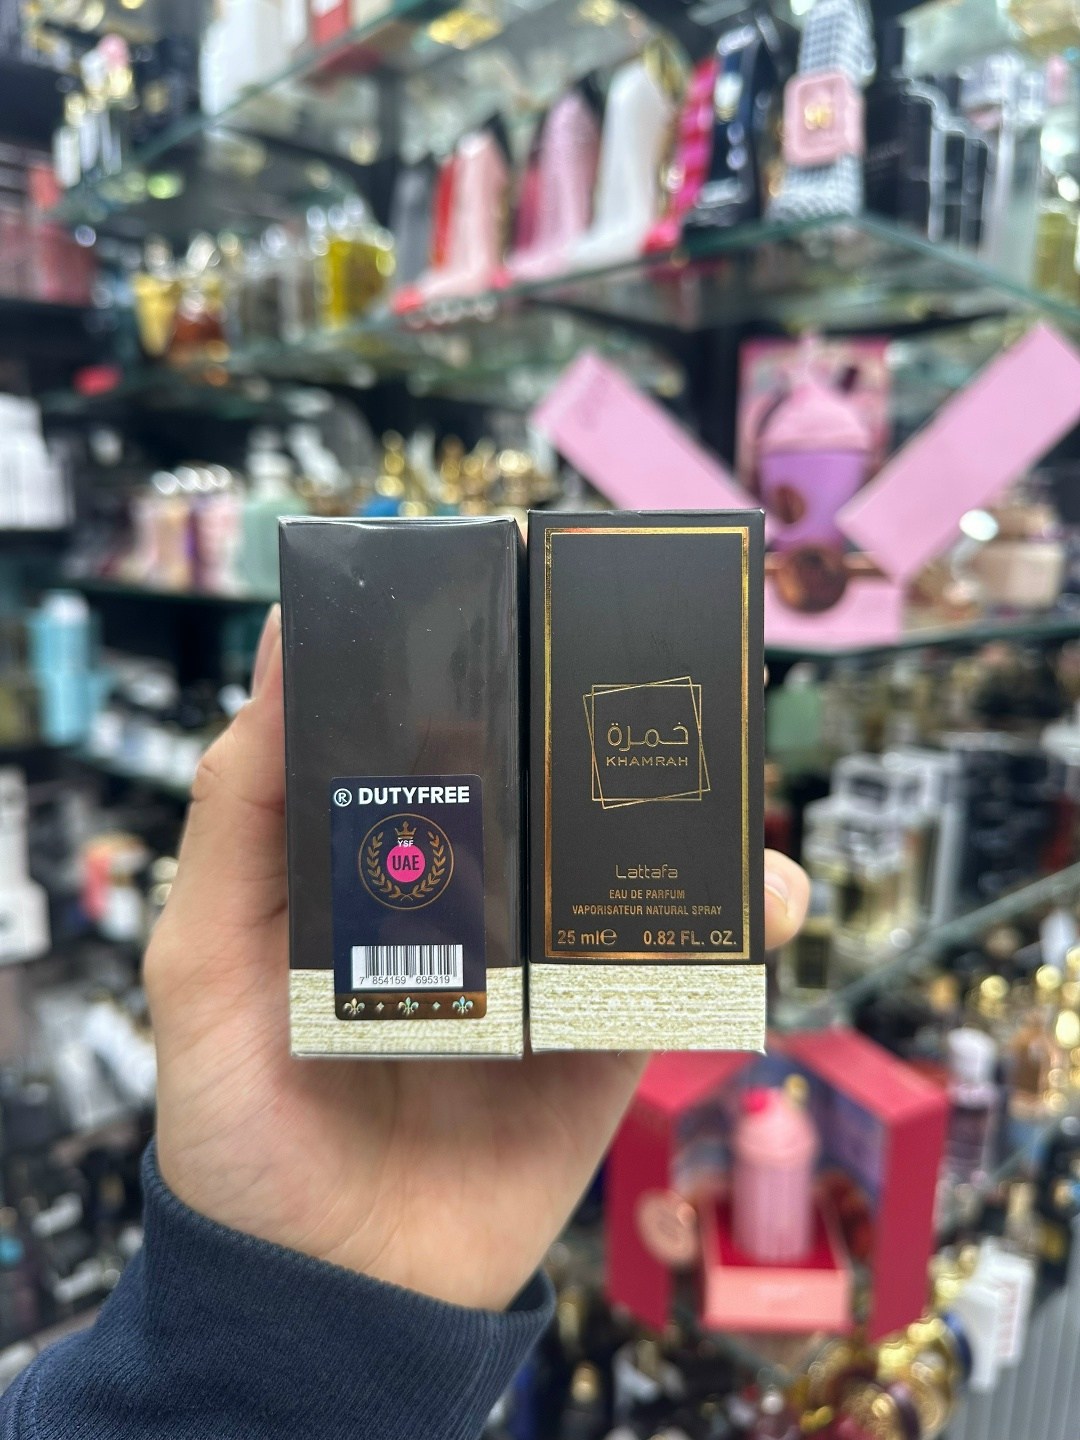 ® DUTYFREE
YSF
UAE
7 854159 695319
خمرة
KHAMRAH
Lattafa
EAU DE PARFUM
VAPORISATEUR NATURAL SPRAY
25 ml℮ 0.82 FL. OZ.